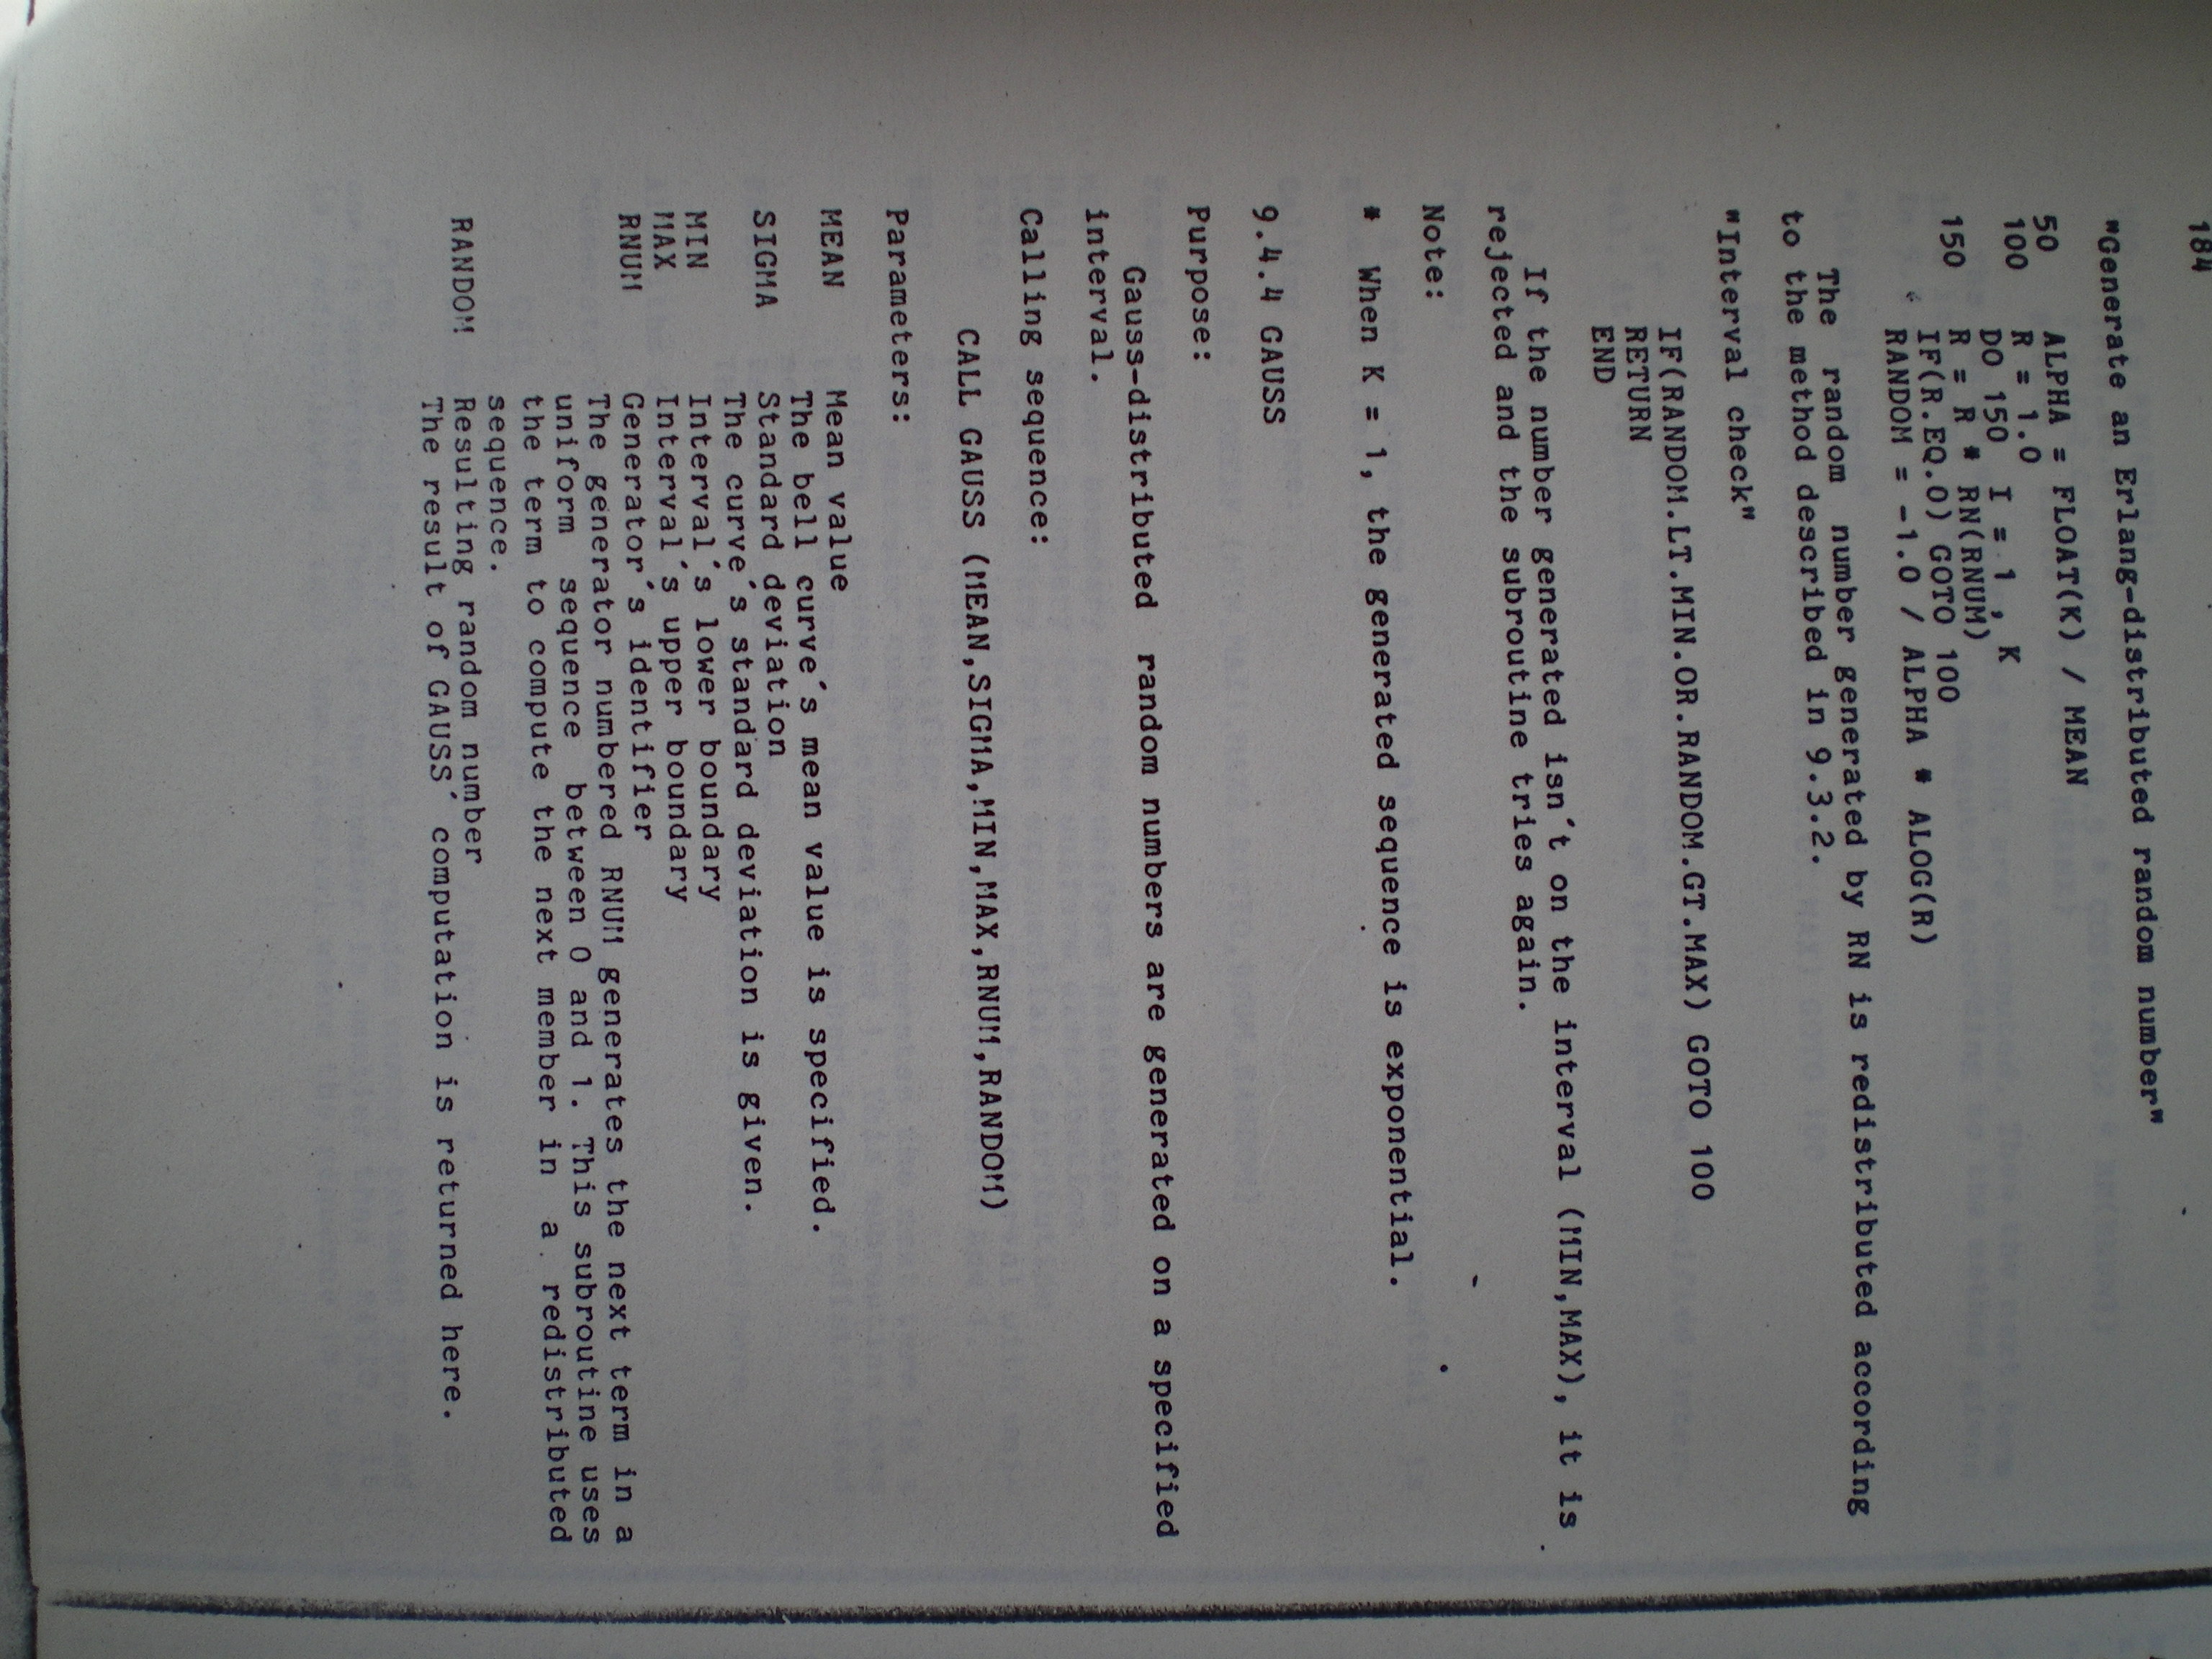 184
"Generate an Erlang-distributed random number"
50 ALPHA = FLOAT(K) / MEAN
100 R = 1.0
DO 150 I = 1 , K
150 R = R * RN(RNUM)
IF(R.EQ.0) GOTO 100
RANDOM = -1.0 / ALPHA * ALOG(R)
The random number generated by RN is redistributed according
to the method described in 9.3.2.
"Interval check"
IF(RANDOM.LT.MIN.OR.RANDOM.GT.MAX) GOTO 100
RETURN
END
If the number generated isn´t on the interval (MIN,MAX), it is
rejected and the subroutine tries again.
Note:
* When K = 1, the generated sequence is exponential.
9.4.4 GAUSS
Purpose:
Gauss-distributed random numbers are generated on a specified
interval.
Calling sequence:
CALL GAUSS (MEAN,SIGMA,MIN,MAX,RNUM,RANDOM)
Parameters:
MEAN Mean value
The bell curve´s mean value is specified.
SIGMA Standard deviation
The curve´s standard deviation is given.
MIN Interval´s lower boundary
MAX Interval´s upper boundary
RNUM Generator´s identifier
The generator numbered RNUM generates the next term in a
uniform sequence between 0 and 1. This subroutine uses
the term to compute the next member in a redistributed
sequence.
RANDOM Resulting random number
The result of GAUSS´ computation is returned here.